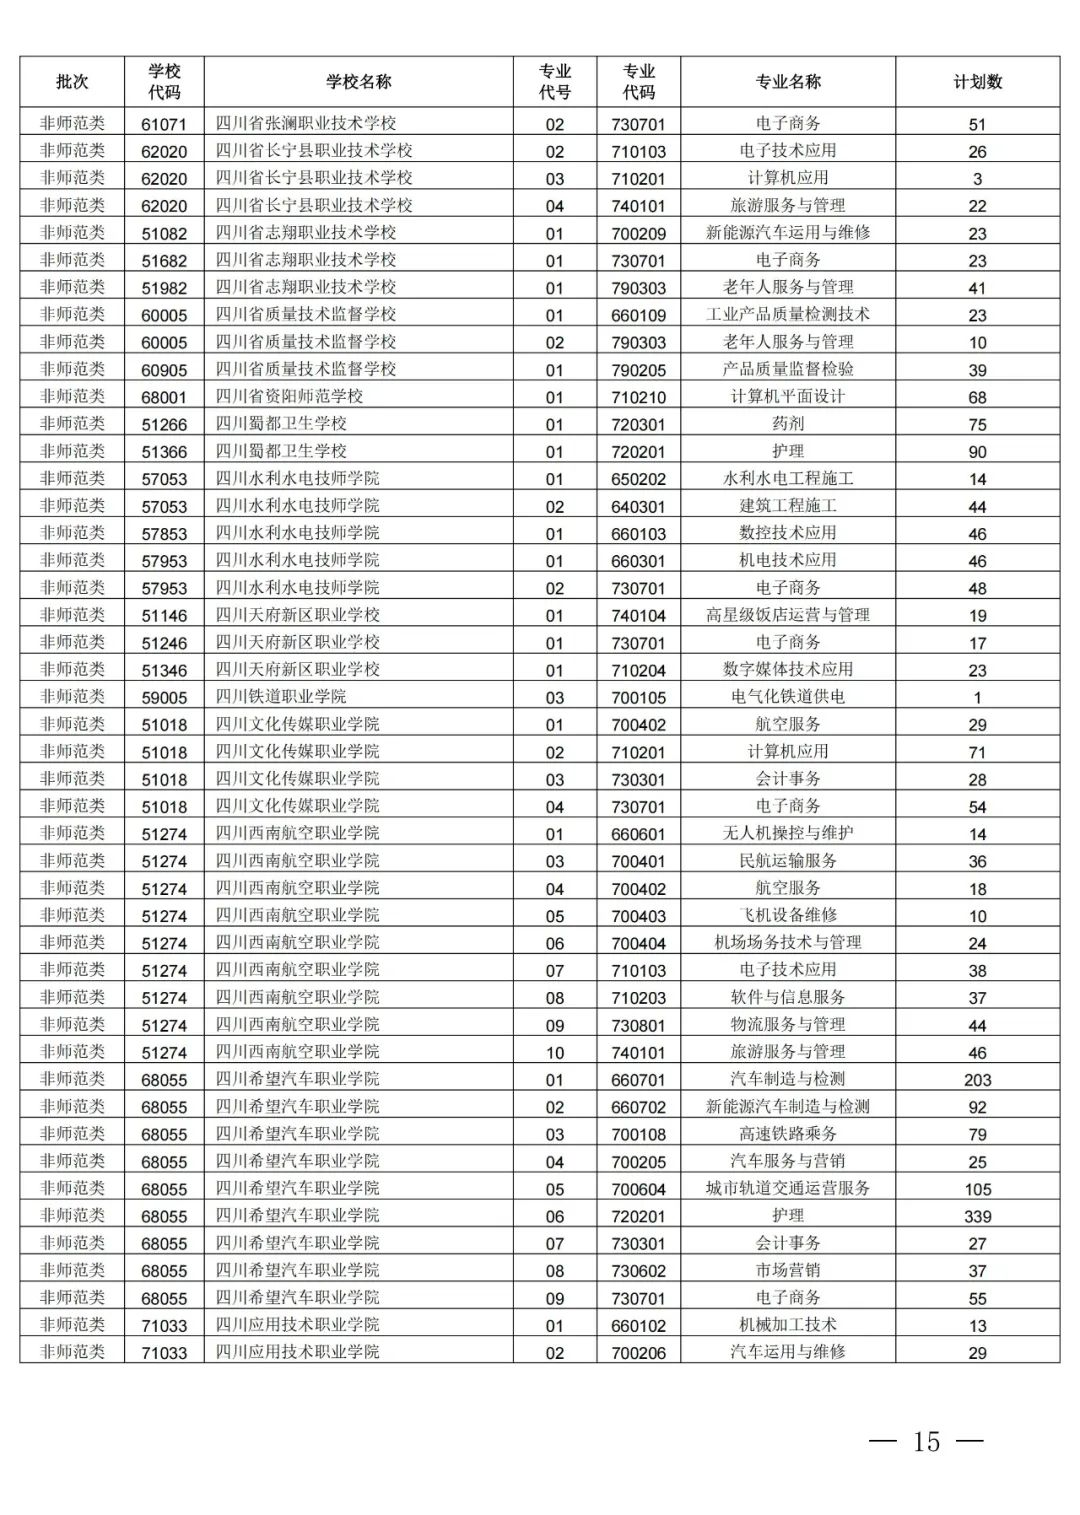 批次 学校代码 学校名称 专业代号 专业代码 专业名称 计划数
非师范类 61071 四川省张澜职业技术学校 02 730701 电子商务 51
非师范类 62020 四川省长宁县职业技术学校 02 710103 电子技术应用 26
非师范类 62020 四川省长宁县职业技术学校 03 710201 计算机应用 3
非师范类 62020 四川省长宁县职业技术学校 04 740101 旅游服务与管理 22
非师范类 51082 四川省志翔职业技术学校 01 700209 新能源汽车运用与维修 23
非师范类 51682 四川省志翔职业技术学校 01 730701 电子商务 23
非师范类 51982 四川省志翔职业技术学校 01 790303 老年人服务与管理 41
非师范类 60005 四川省质量技术监督学校 01 660109 工业产品质量检测技术 23
非师范类 60005 四川省质量技术监督学校 02 790303 老年人服务与管理 10
非师范类 60905 四川省质量技术监督学校 01 790205 产品质量监督检验 39
非师范类 68001 四川省资阳师范学校 01 710210 计算机平面设计 68
非师范类 51266 四川蜀都卫生学校 01 720301 药剂 75
非师范类 51366 四川蜀都卫生学校 01 720201 护理 90
非师范类 57053 四川水利水电技师学院 01 650202 水利水电工程施工 14
非师范类 57053 四川水利水电技师学院 02 640301 建筑工程施工 44
非师范类 57853 四川水利水电技师学院 01 660103 数控技术应用 46
非师范类 57953 四川水利水电技师学院 01 660301 机电技术应用 46
非师范类 57953 四川水利水电技师学院 02 730701 电子商务 48
非师范类 51146 四川天府新区职业学校 01 740104 高星级饭店运营与管理 19
非师范类 51246 四川天府新区职业学校 01 730701 电子商务 17
非师范类 51346 四川天府新区职业学校 01 710204 数字媒体技术应用 23
非师范类 59005 四川铁道职业学院 03 700105 电气化铁道供电 1
非师范类 51018 四川文化传媒职业学院 01 700402 航空服务 29
非师范类 51018 四川文化传媒职业学院 02 710201 计算机应用 71
非师范类 51018 四川文化传媒职业学院 03 730301 会计事务 28
非师范类 51018 四川文化传媒职业学院 04 730701 电子商务 54
非师范类 51274 四川西南航空职业学院 01 660601 无人机操控与维护 14
非师范类 51274 四川西南航空职业学院 03 700401 民航运输服务 36
非师范类 51274 四川西南航空职业学院 04 700402 航空服务 18
非师范类 51274 四川西南航空职业学院 05 700403 飞机设备维修 10
非师范类 51274 四川西南航空职业学院 06 700404 机场场务技术与管理 24
非师范类 51274 四川西南航空职业学院 07 710103 电子技术应用 38
非师范类 51274 四川西南航空职业学院 08 710203 软件与信息服务 37
非师范类 51274 四川西南航空职业学院 09 730801 物流服务与管理 44
非师范类 51274 四川西南航空职业学院 10 740101 旅游服务与管理 46
非师范类 68055 四川希望汽车职业学院 01 660701 汽车制造与检测 203
非师范类 68055 四川希望汽车职业学院 02 660702 新能源汽车制造与检测 92
非师范类 68055 四川希望汽车职业学院 03 700108 高速铁路乘务 79
非师范类 68055 四川希望汽车职业学院 04 700205 汽车服务与营销 25
非师范类 68055 四川希望汽车职业学院 05 700604 城市轨道交通运营服务 105
非师范类 68055 四川希望汽车职业学院 06 720201 护理 339
非师范类 68055 四川希望汽车职业学院 07 730301 会计事务 27
非师范类 68055 四川希望汽车职业学院 08 730602 市场营销 37
非师范类 68055 四川希望汽车职业学院 09 730701 电子商务 55
非师范类 71033 四川应用技术职业学院 01 660102 机械加工技术 13
非师范类 71033 四川应用技术职业学院 02 700206 汽车运用与维修 29
— 15 —